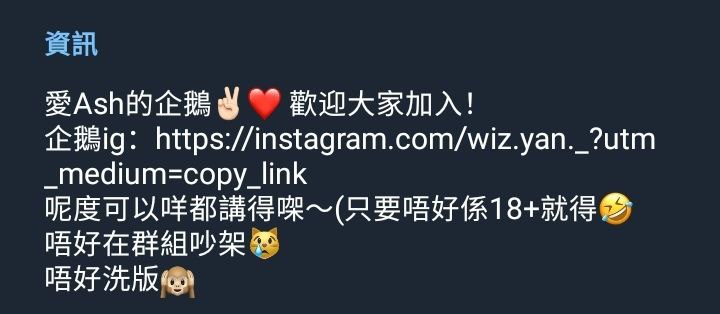 資訊
愛Ash的企鵝✌🏻❤️ 歡迎大家加入！
企鵝ig：https://instagram.com/wiz.yan._?utm
_medium=copy_link
呢度可以咩都講得㗎～(只要唔好係18+就得🤣
唔好在群組吵架😿
唔好洗版🙉